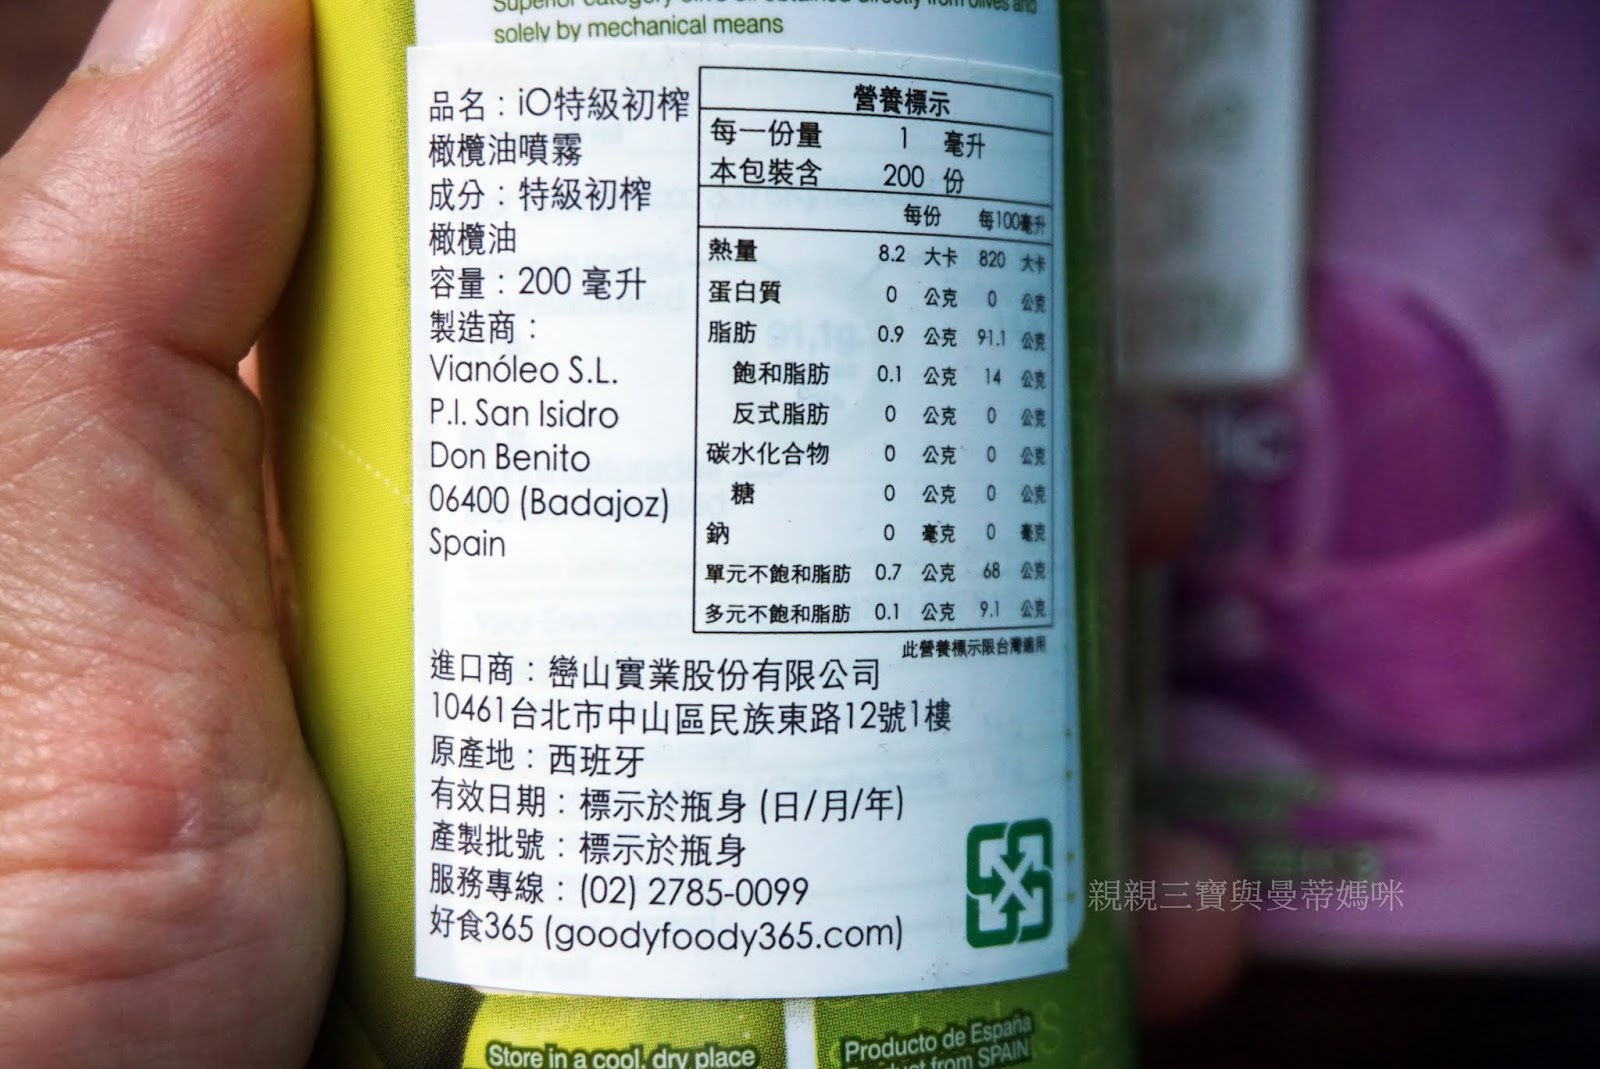 Superior category olive oil obtained directly from olives and
solely by mechanical means
品名：iO特級初榨
橄欖油噴霧
成分：特級初榨
橄欖油
容量：200 毫升
製造商：
Vianóleo S.L.
P.I. San Isidro
Don Benito
06400 (Badajoz)
Spain
營養標示
每一份量 1 毫升
本包裝含 200 份
每份 每100毫升
熱量 8.2 大卡 820 大卡
蛋白質 0 公克 0 公克
脂肪 0.9 公克 91.1 公克
飽和脂肪 0.1 公克 14 公克
反式脂肪 0 公克 0 公克
碳水化合物 0 公克 0 公克
糖 0 公克 0 公克
鈉 0 毫克 0 毫克
單元不飽和脂肪 0.7 公克 68 公克
多元不飽和脂肪 0.1 公克 9.1 公克
此營養標示限台灣適用
進口商：巒山實業股份有限公司
10461台北市中山區民族東路12號1樓
原產地：西班牙
有效日期：標示於瓶身 (日/月/年)
產製批號：標示於瓶身
服務專線：(02) 2785-0099
好食365 (goodyfoody365.com)
親親三寶與曼蒂媽咪
Store in a cool, dry place
Producto de España
from SPAIN